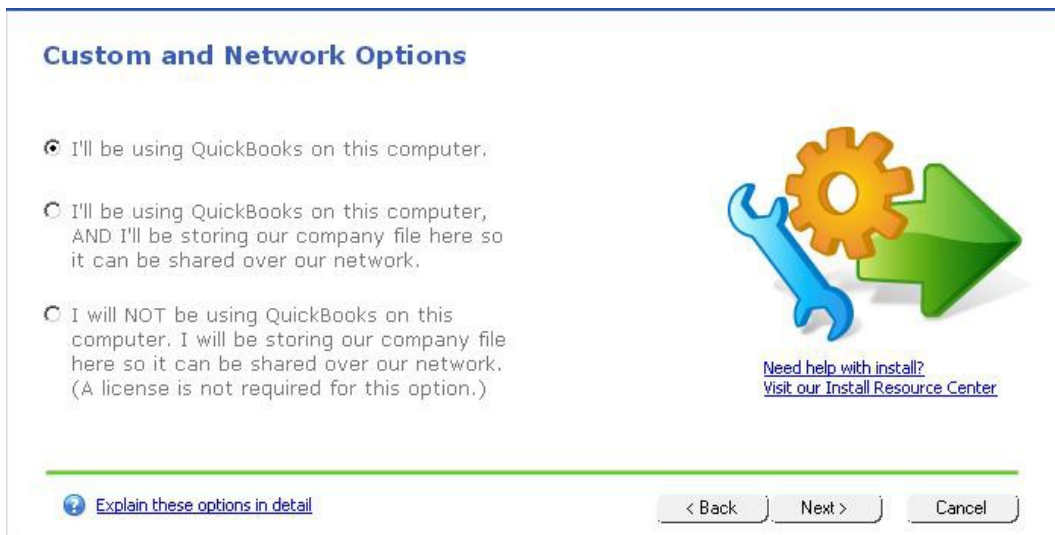 Custom and Network Options
I'll be using QuickBooks on this computer.
I'll be using QuickBooks on this computer,
AND I'll be storing our company file here so
it can be shared over our network.
I will NOT be using QuickBooks on this
computer. I will be storing our company file
here so it can be shared over our network.
(A license is not required for this option.)
Need help with install?
Visit our Install Resource Center
Explain these options in detail
< Back
Next >
Cancel